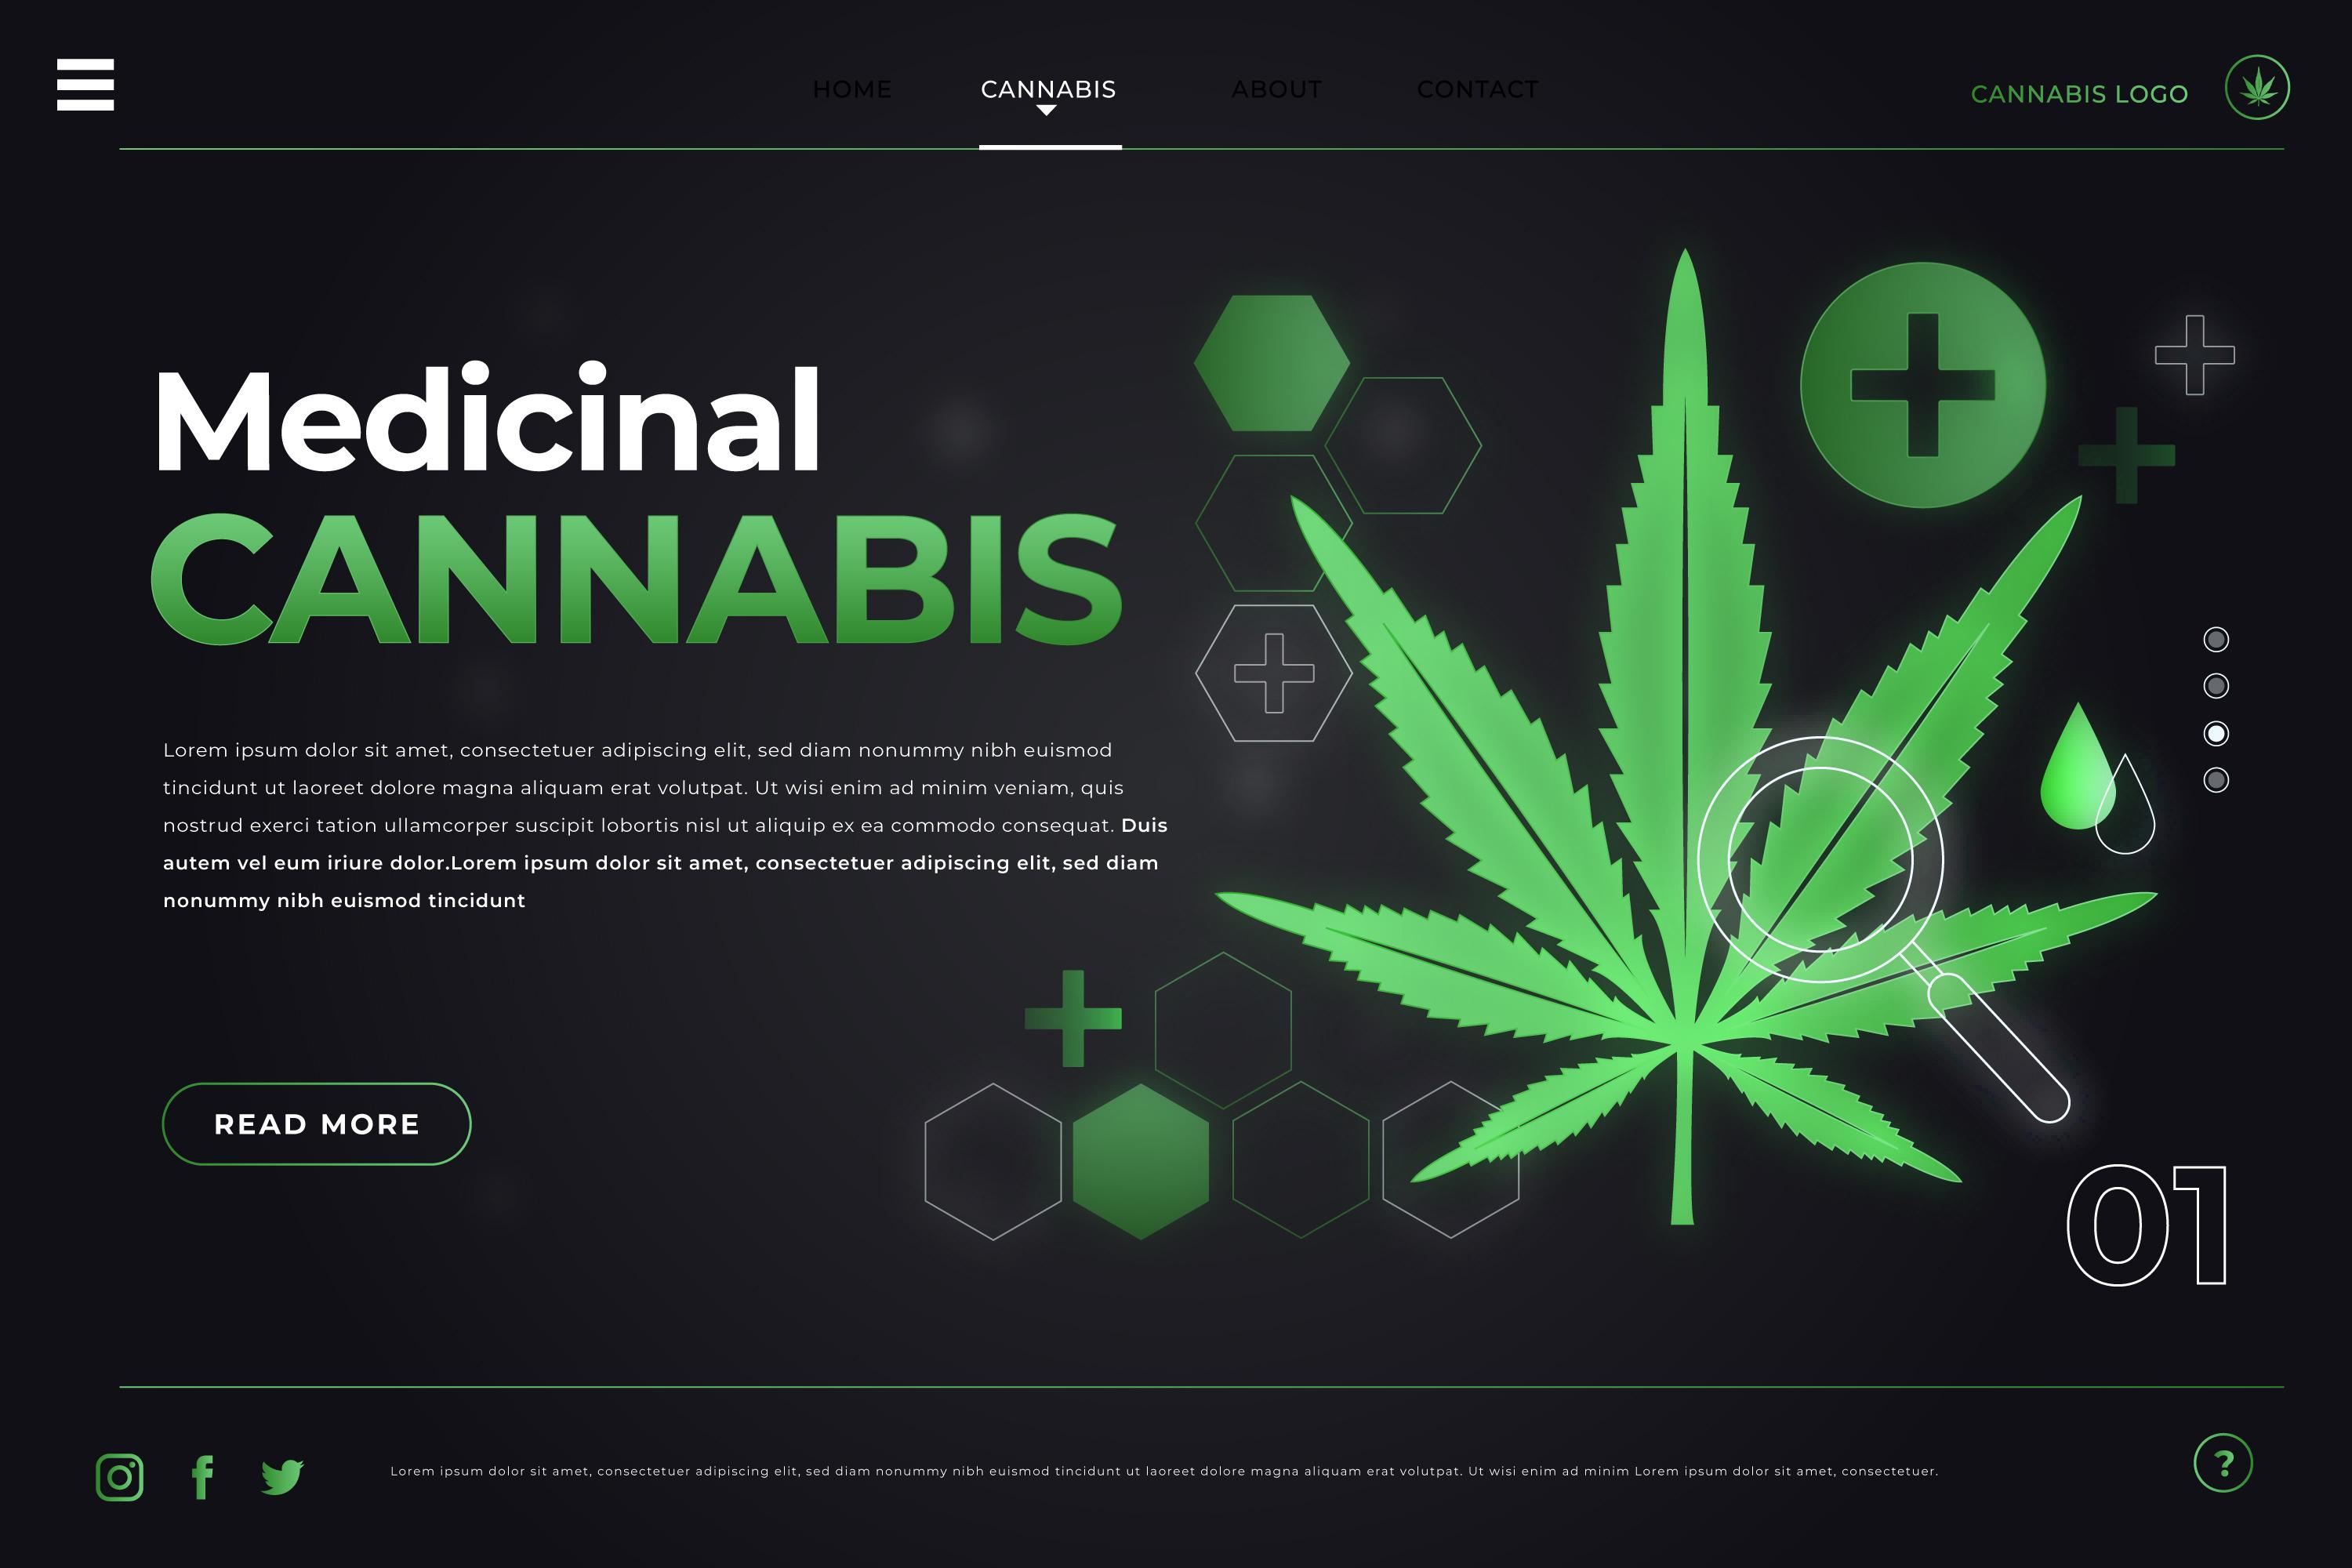 HOME CANNABIS ABOUT CONTACT
CANNABIS LOGO
Medicinal
CANNABIS
Lorem ipsum dolor sit amet, consectetuer adipiscing elit, sed diam nonummy nibh euismod
tincidunt ut laoreet dolore magna aliquam erat volutpat. Ut wisi enim ad minim veniam, quis
nostrud exerci tation ullamcorper suscipit lobortis nisl ut aliquip ex ea commodo consequat. Duis
autem vel eum iriure dolor.Lorem ipsum dolor sit amet, consectetuer adipiscing elit, sed diam
nonummy nibh euismod tincidunt
READ MORE
01
Lorem ipsum dolor sit amet, consectetuer adipiscing elit, sed diam nonummy nibh euismod tincidunt ut laoreet dolore magna aliquam erat volutpat. Ut wisi enim ad minim Lorem ipsum dolor sit amet, consectetuer.
?